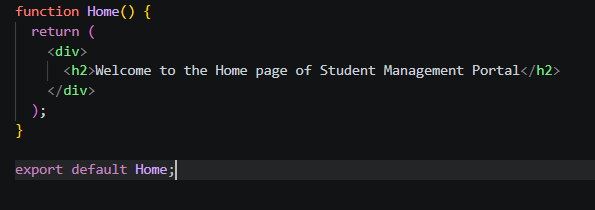 function Home() {
  return (
    <div>
      <h2>Welcome to the Home page of Student Management Portal</h2>
    </div>
  );
}

export default Home;